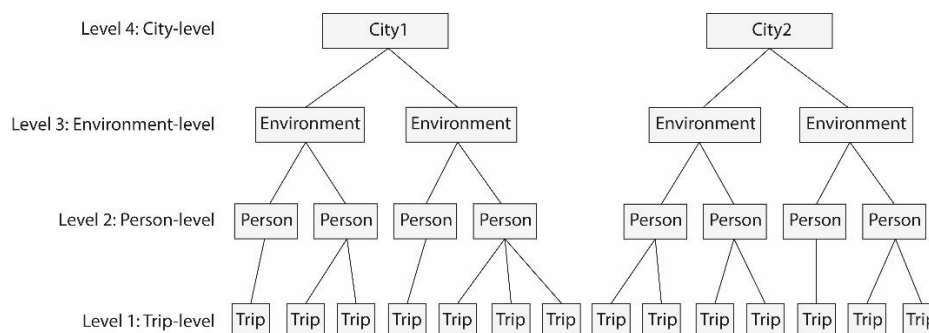 Level 4: City-level City1 City2
Level 3: Environment-level Environment Environment Environment Environment
Level 2: Person-level Person Person Person Person Person Person Person Person
Level 1: Trip-level Trip Trip Trip Trip Trip Trip Trip Trip Trip Trip Trip Trip Trip Trip